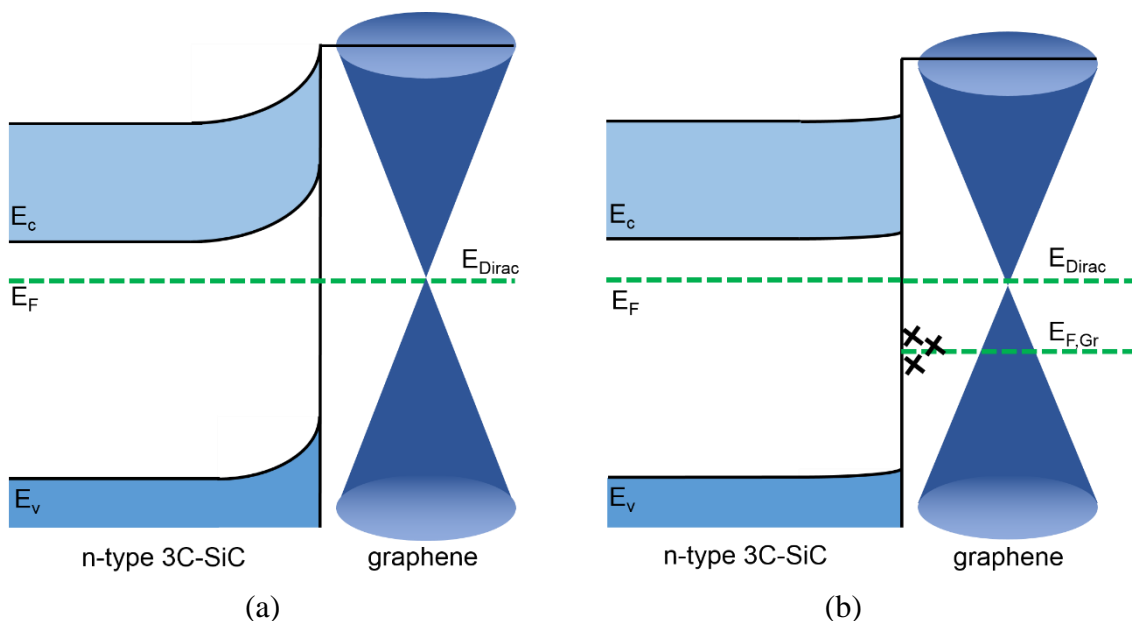 E_c
E_Dirac
E_F
E_v
n-type 3C-SiC
graphene
(a)
E_c
E_Dirac
E_F
E_F,Gr
E_v
n-type 3C-SiC
graphene
(b)